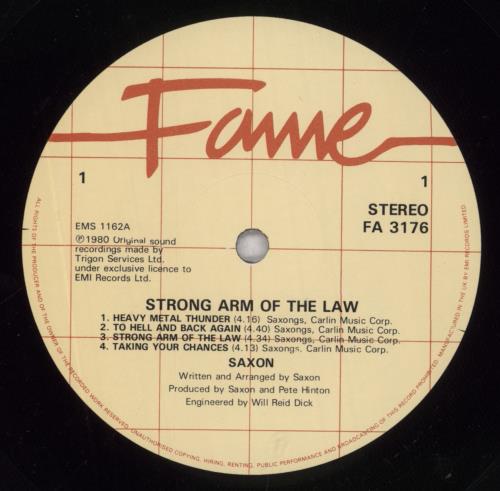 Fame
1
1
STEREO
FA 3176
EMS 1162A
℗1980 Original sound
recordings made by
Trigon Services Ltd.
under exclusive licence to
EMI Records Ltd.
STRONG ARM OF THE LAW
1. HEAVY METAL THUNDER (4.16) Saxongs, Carlin Music Corp.
2. TO HELL AND BACK AGAIN (4.40) Saxongs, Carlin Music Corp.
3. STRONG ARM OF THE LAW (4.34) Saxongs, Carlin Music Corp.
4. TAKING YOUR CHANCES (4.13) Saxongs, Carlin Music Corp.
SAXON
Written and Arranged by Saxon
Produced by Saxon and Pete Hinton
Engineered by Will Reid Dick
ALL RIGHTS OF THE PRODUCER AND OF THE OWNER OF THE RECORDED WORK RESERVED. UNAUTHORISED COPYING, HIRING, RENTING, PUBLIC PERFORMANCE AND BROADCASTING OF THIS RECORD PROHIBITED. MANUFACTURED IN THE UK BY EMI RECORDS LIMITED.